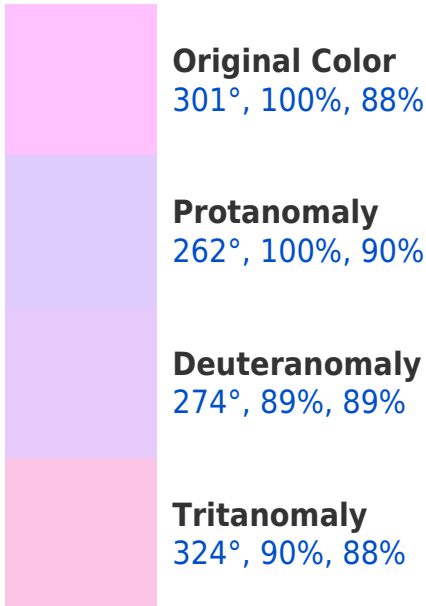 Original Color
301°, 100%, 88%
Protanomaly
262°, 100%, 90%
Deuteranomaly
274°, 89%, 89%
Tritanomaly
324°, 90%, 88%